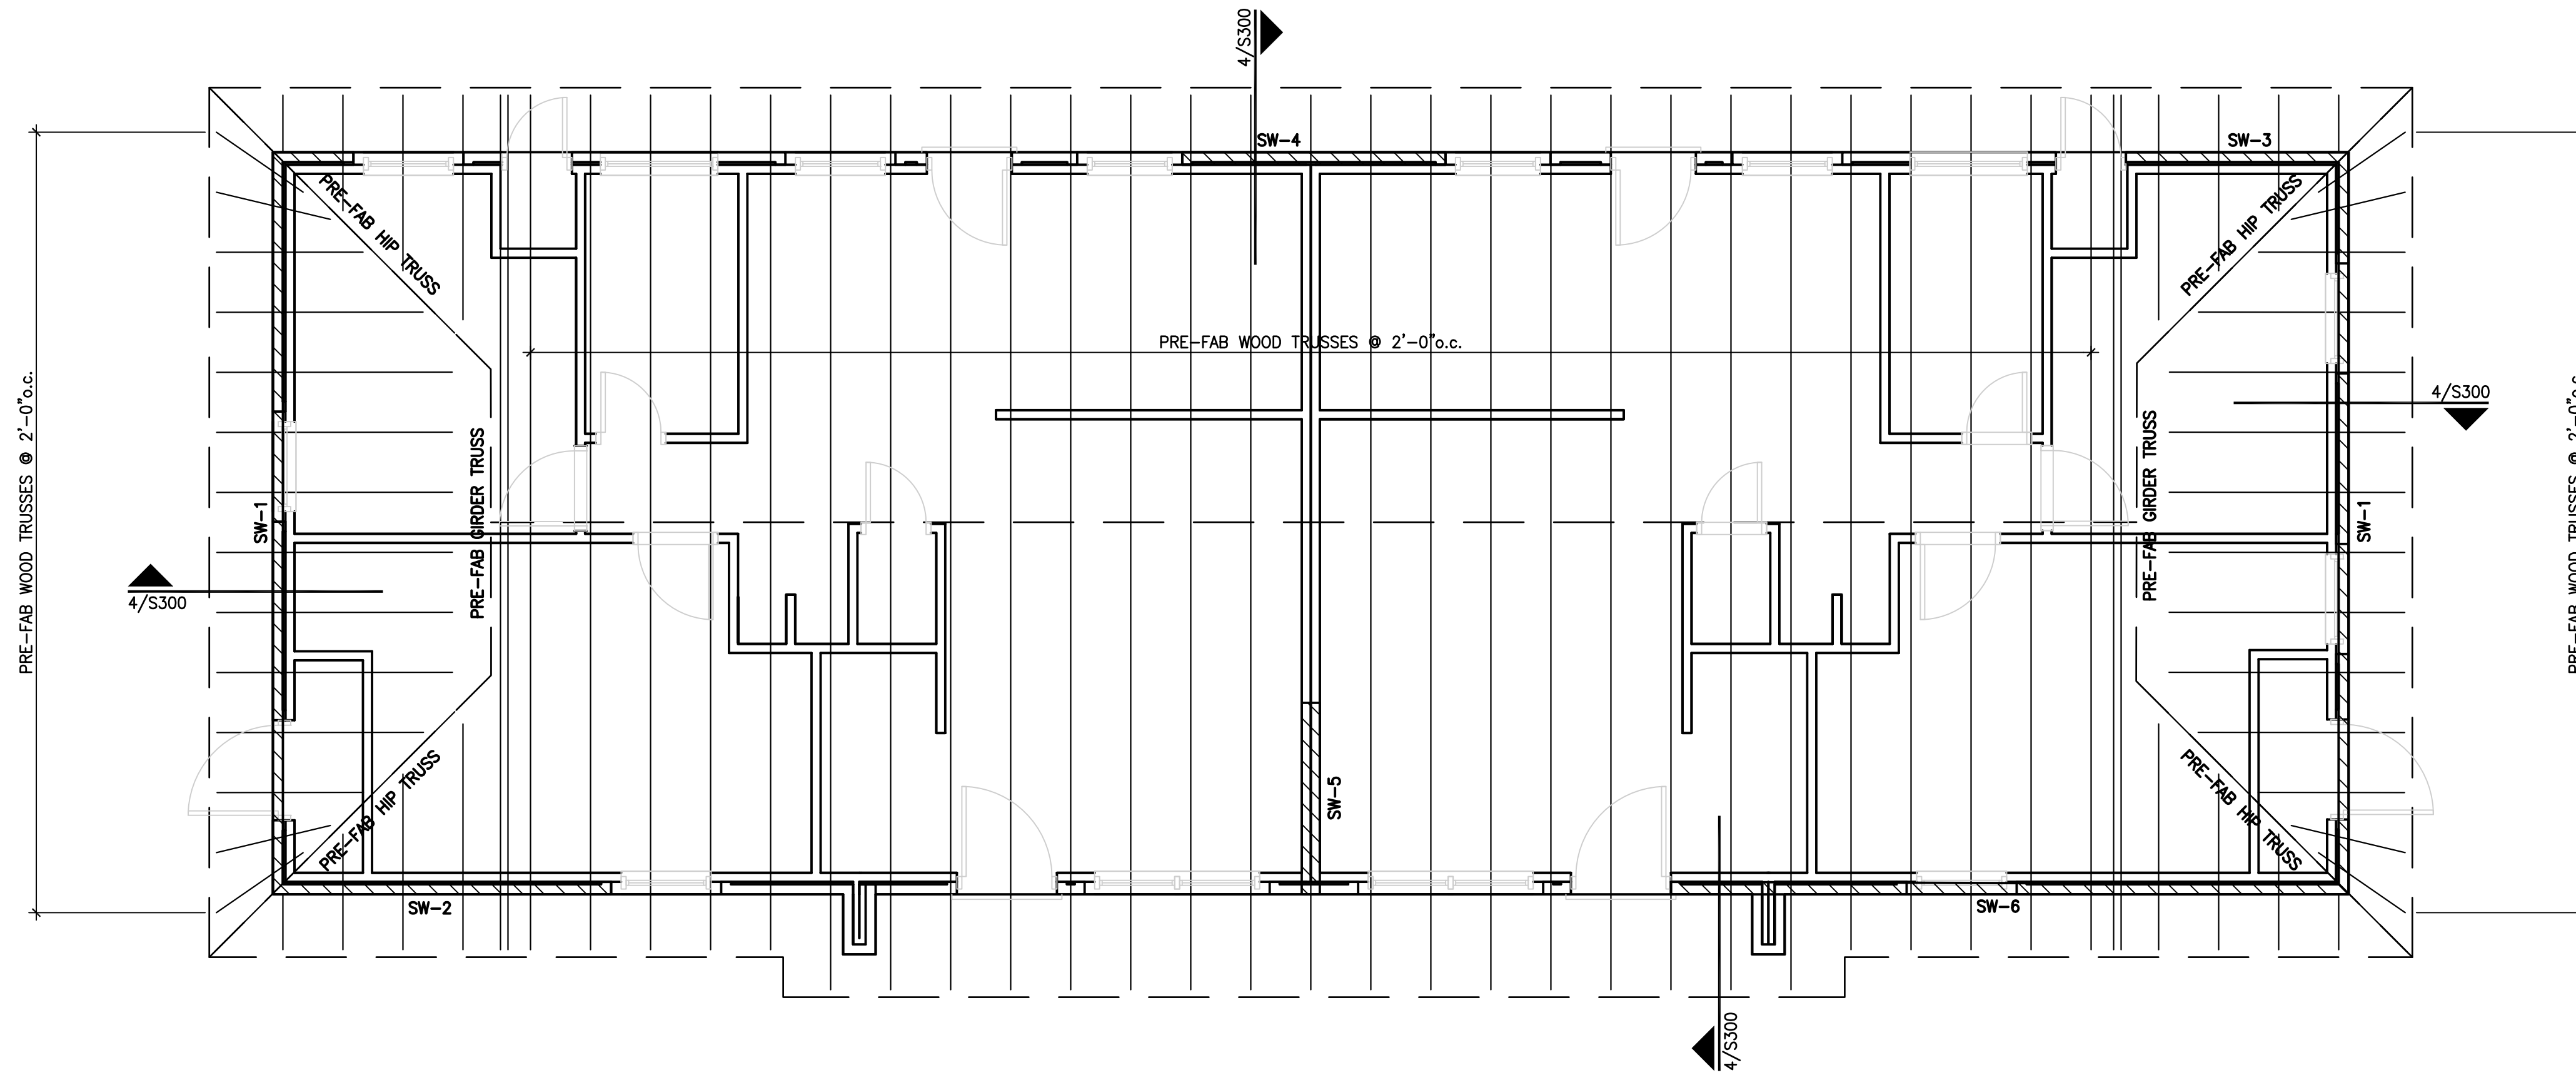 4/S300
SW-4
SW-3
PRE-FAB HIP TRUSS
PRE-FAB HIP TRUSS
PRE-FAB WOOD TRUSSES @ 2'-0"o.c.
4/S300
PRE-FAB WOOD TRUSSES @ 2'-0"o.c.
SW-1
PRE-FAB GIRDER TRUSS
PRE-FAB GIRDER TRUSS
SW-1
PRE-FAB WOOD TRUSSES @ 2'-0"o.c.
4/S300
PRE-FAB HIP TRUSS
SW-5
PRE-FAB HIP TRUSS
SW-2
SW-6
4/S300